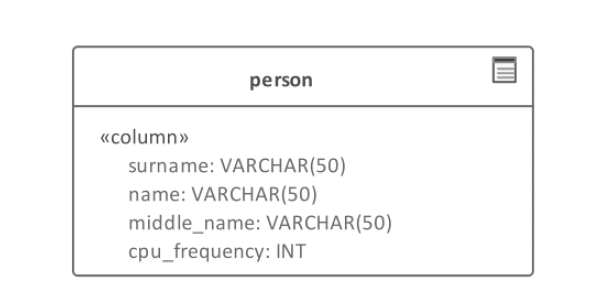 person
«column»
surname: VARCHAR(50)
name: VARCHAR(50)
middle_name: VARCHAR(50)
cpu_frequency: INT